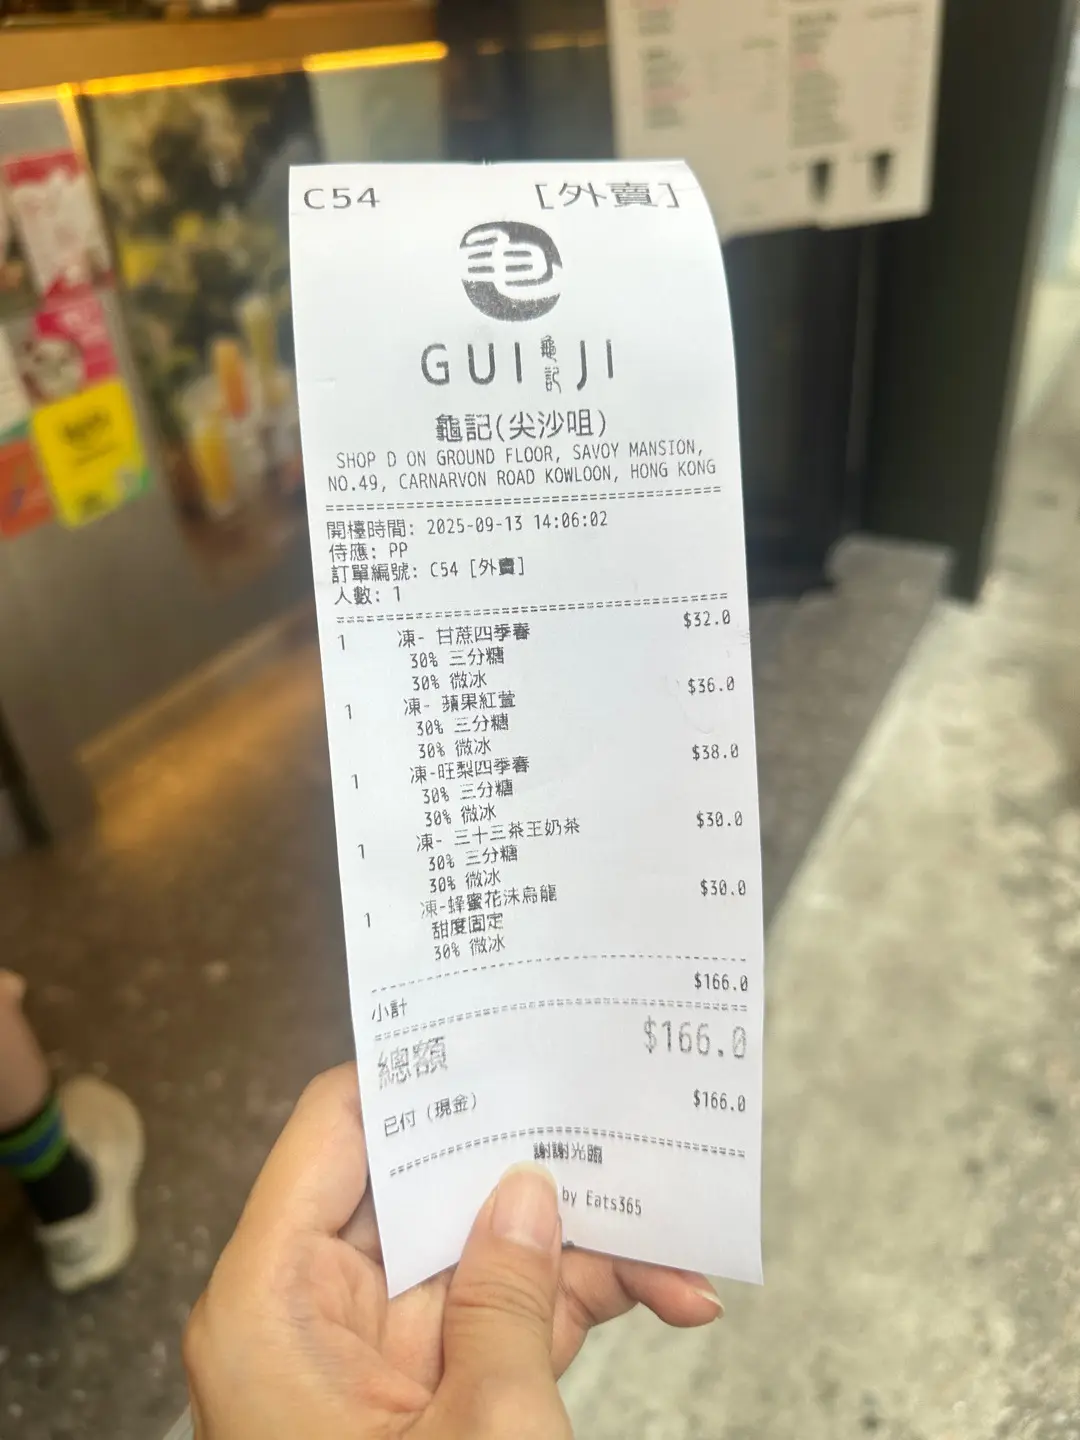 C54 [外賣]
GUI 龜記 JI
龜記(尖沙咀)
SHOP D ON GROUND FLOOR, SAVOY MANSION,
NO.49, CARNARVON ROAD KOWLOON, HONG KONG
開檯時間: 2025-09-13 14:06:02
侍應: PP
訂單編號: C54 [外賣]
人數: 1
1 凍- 甘蔗四季春 $32.0
30% 三分糖
30% 微冰
1 凍- 蘋果紅萱 $36.0
30% 三分糖
30% 微冰
1 凍-旺梨四季春 $38.0
30% 三分糖
30% 微冰
1 凍- 三十三茶王奶茶 $30.0
30% 三分糖
30% 微冰
1 凍-蜂蜜花沫烏龍 $30.0
甜度固定
30% 微冰
小計 $166.0
總額 $166.0
已付 (現金) $166.0
謝謝光臨
by Eats365